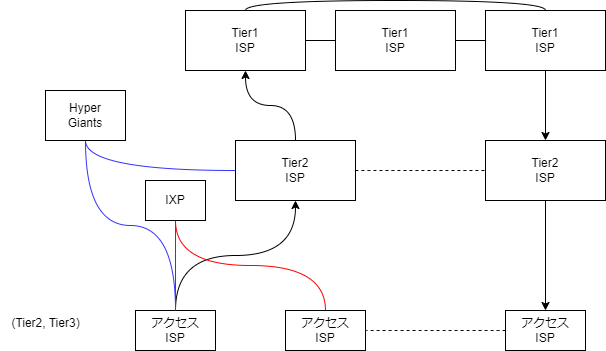 Tier1
ISP
Tier1
ISP
Tier1
ISP
Hyper
Giants
Tier2
ISP
Tier2
ISP
IXP
(Tier2, Tier3)
アクセス
ISP
アクセス
ISP
アクセス
ISP